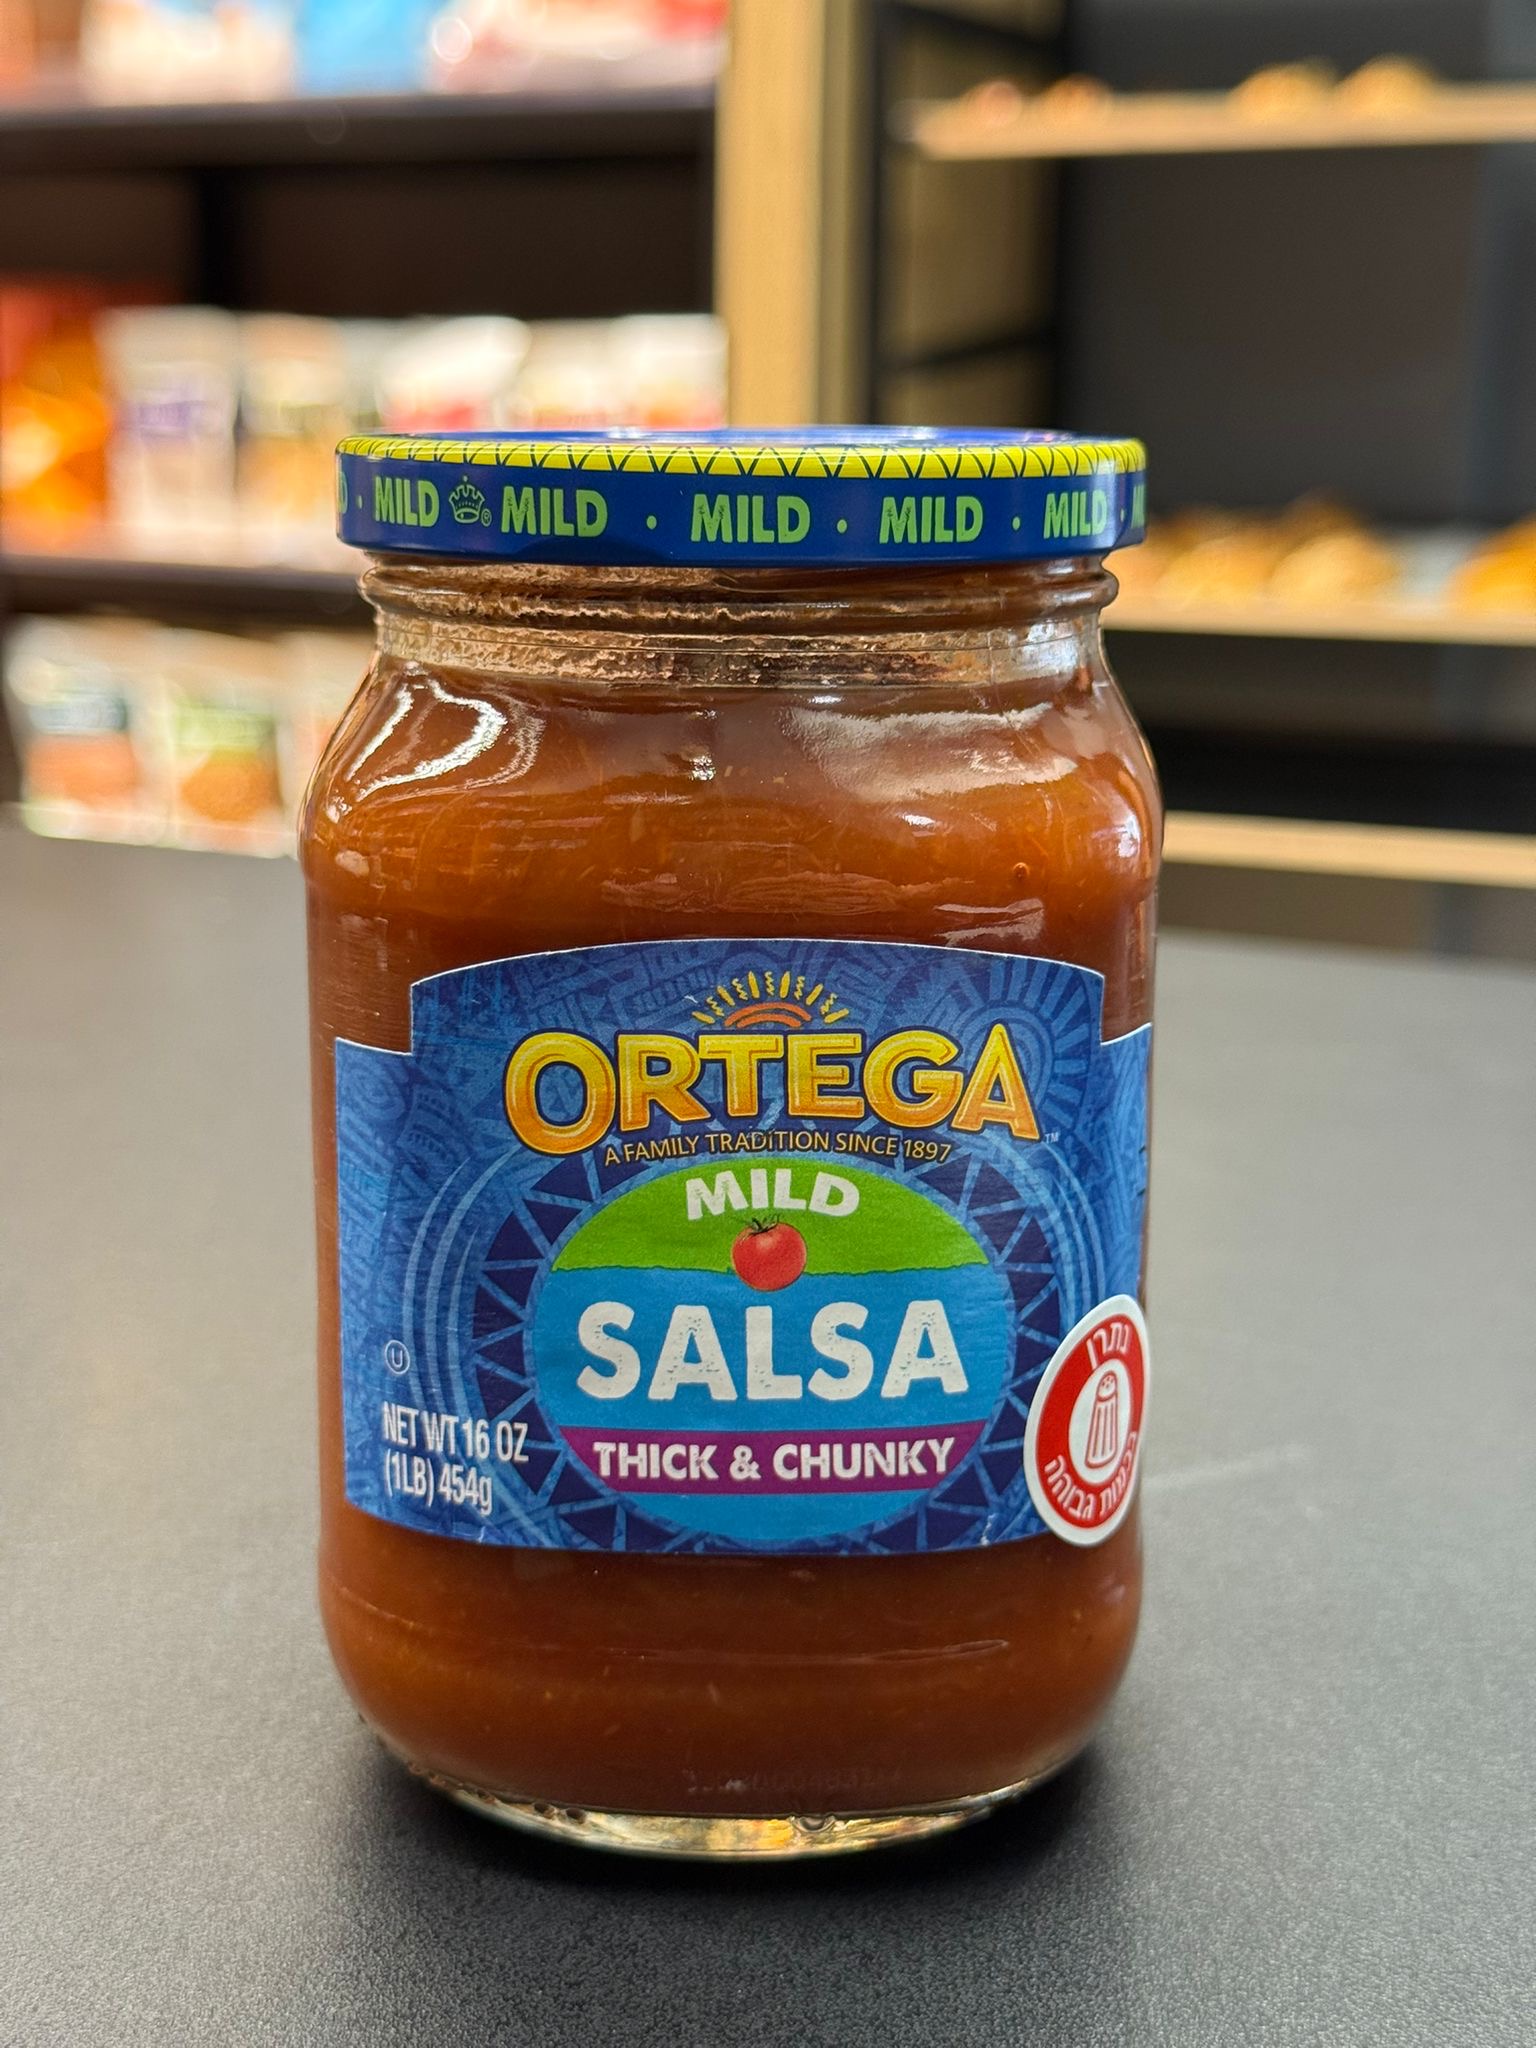 MILD ® MILD · MILD · MILD · MILD
ORTEGA™
A FAMILY TRADITION SINCE 1897
MILD
SALSA
THICK & CHUNKY
U
NET WT 16 OZ
(1LB) 454g
נתרן
בכמות גבוהה